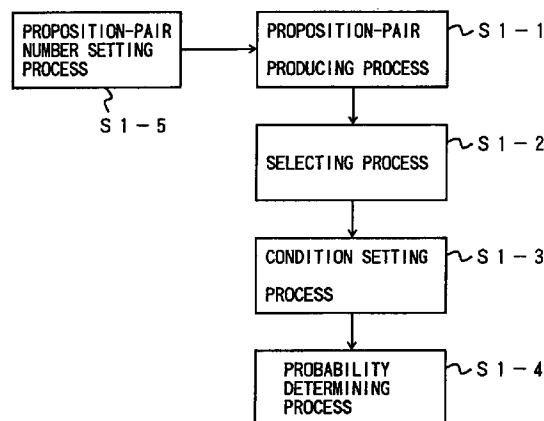 PROPOSITION-PAIR
NUMBER SETTING
PROCESS
S1-5
PROPOSITION-PAIR
PRODUCING PROCESS
S1-1
SELECTING PROCESS
S1-2
CONDITION SETTING
PROCESS
S1-3
PROBABILITY
DETERMINING
PROCESS
S1-4